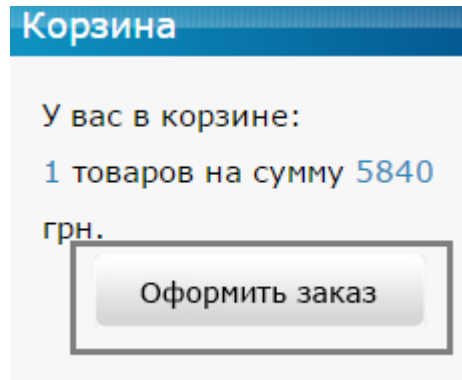 Корзина
У вас в корзине:
1 товаров на сумму 5840
грн.
Оформить заказ